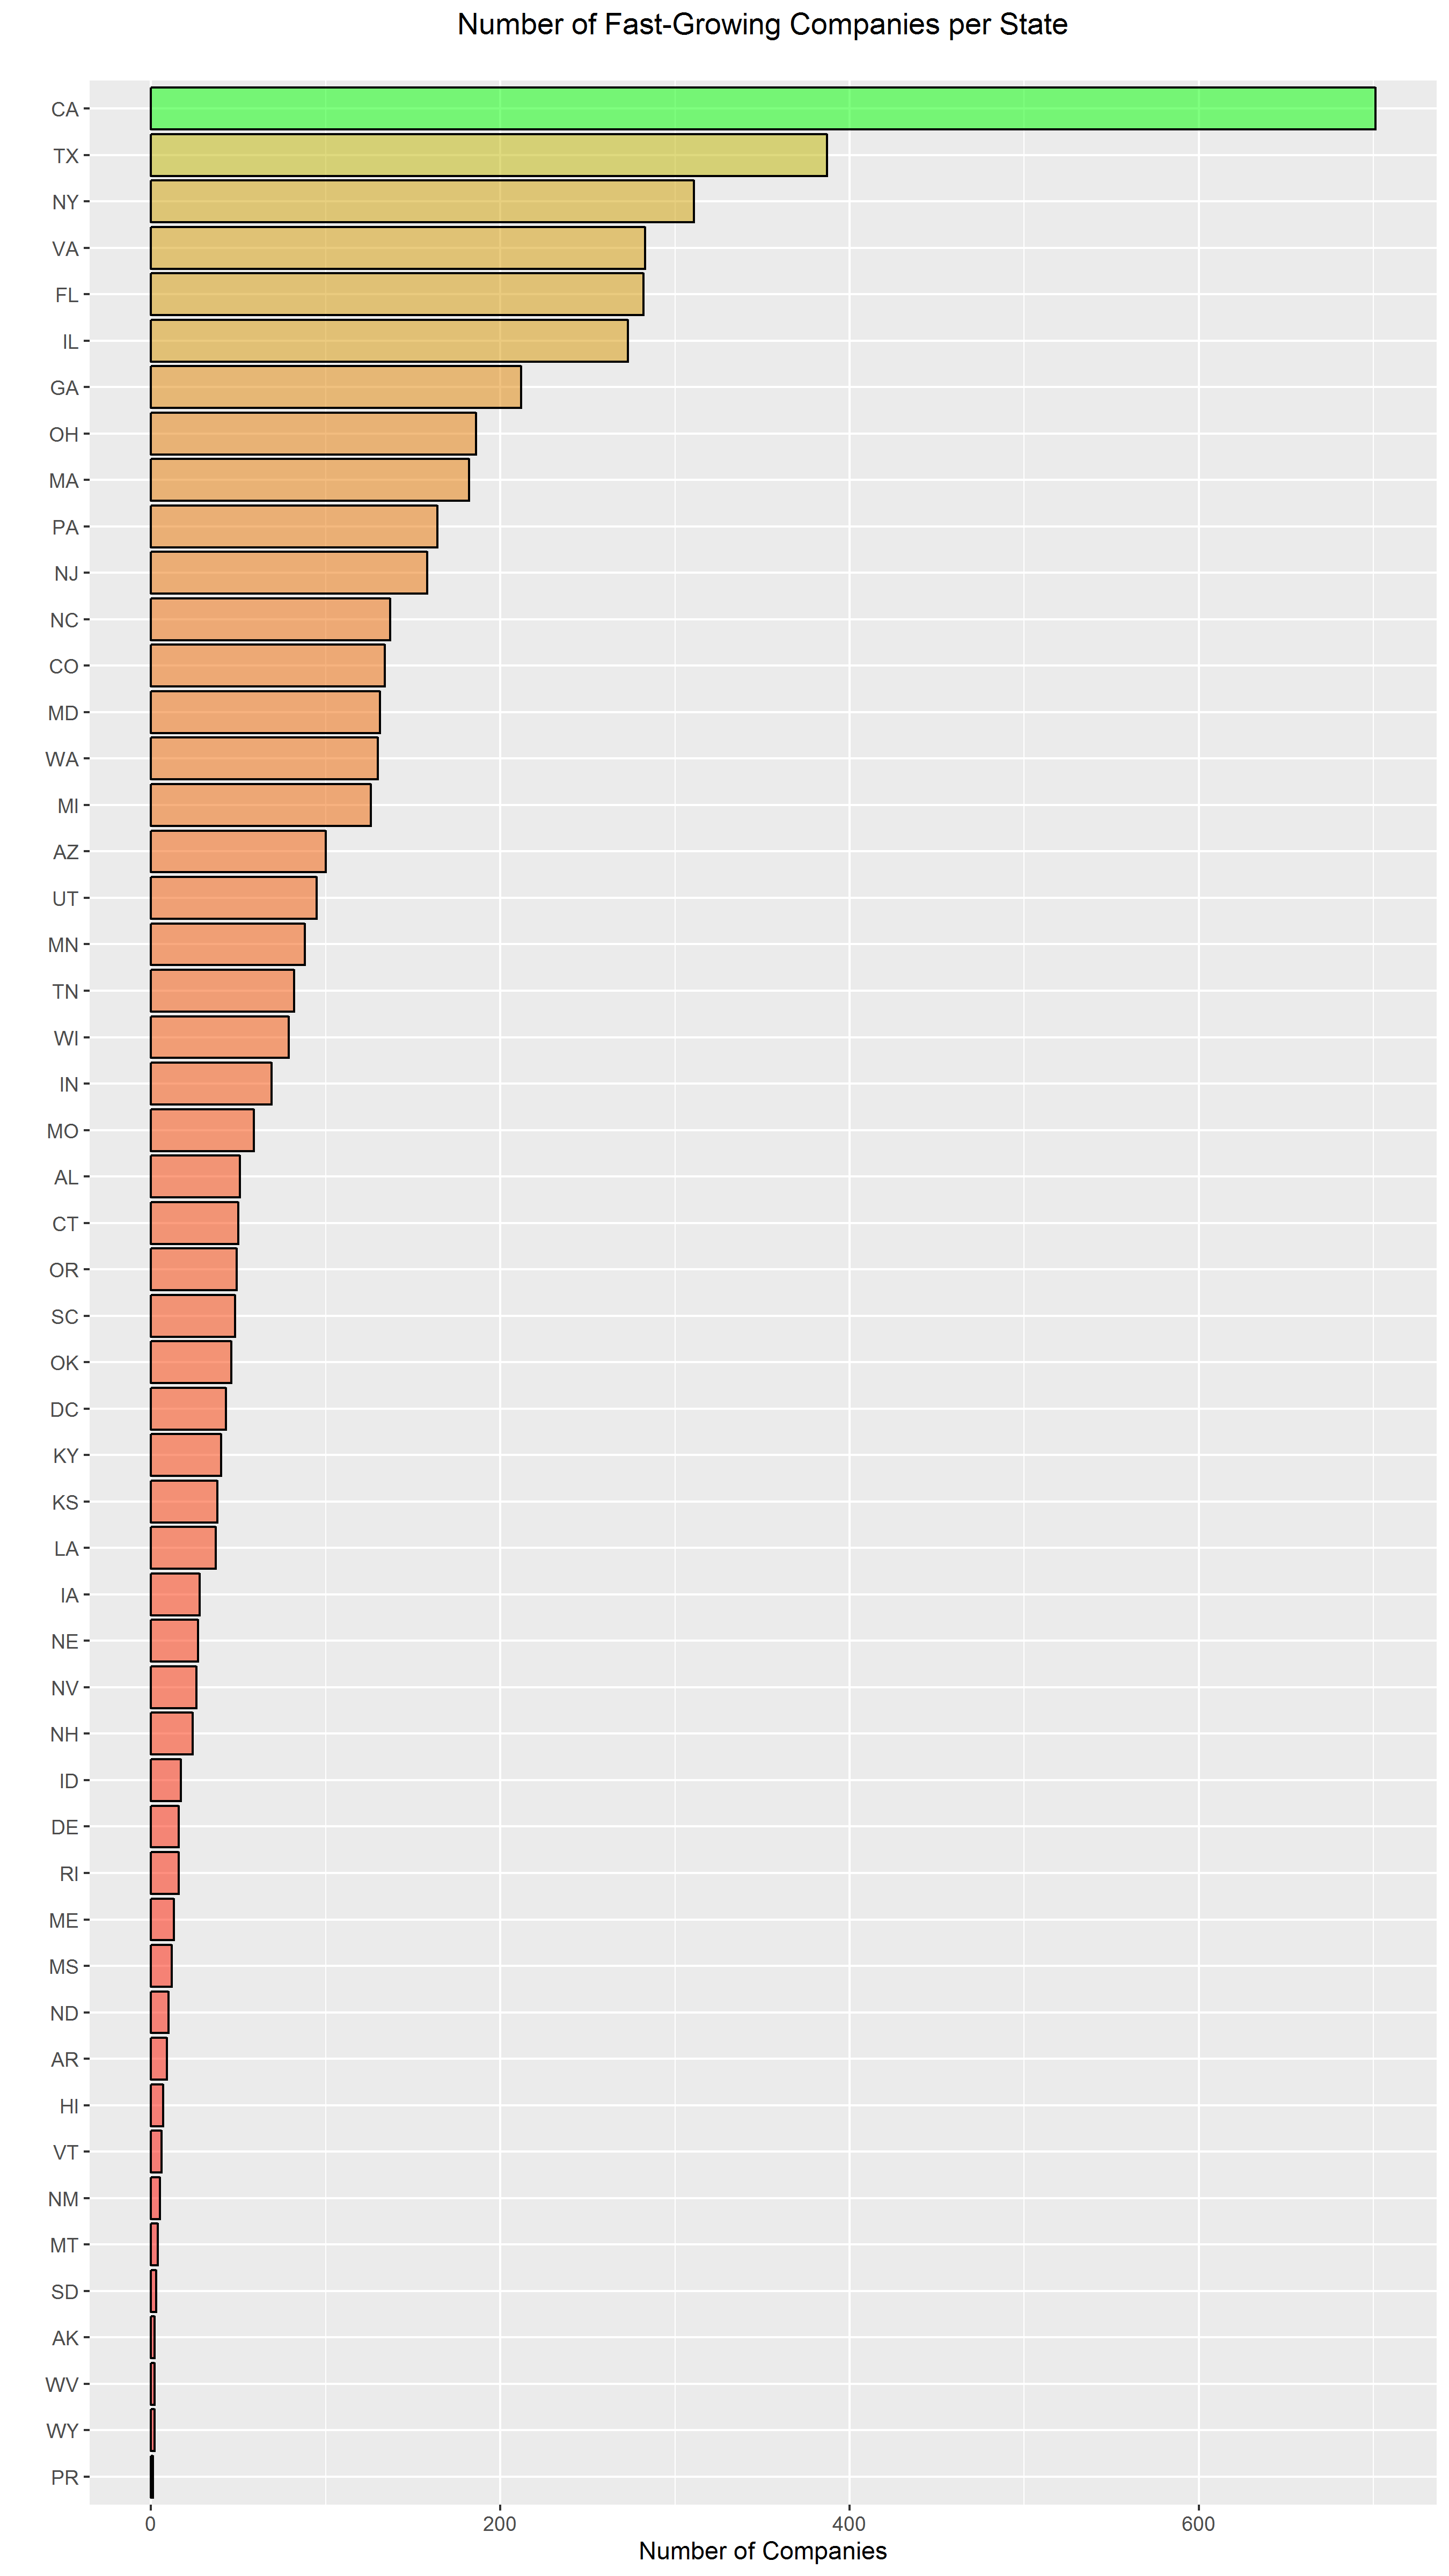 Number of Fast-Growing Companies per State
CA
TX
NY
VA
FL
IL
GA
OH
MA
PA
NJ
NC
CO
MD
WA
MI
AZ
UT
MN
TN
WI
IN
MO
AL
CT
OR
SC
OK
DC
KY
KS
LA
IA
NE
NV
NH
ID
DE
RI
ME
MS
ND
AR
HI
VT
NM
MT
SD
AK
WV
WY
PR
0 200 400 600
Number of Companies